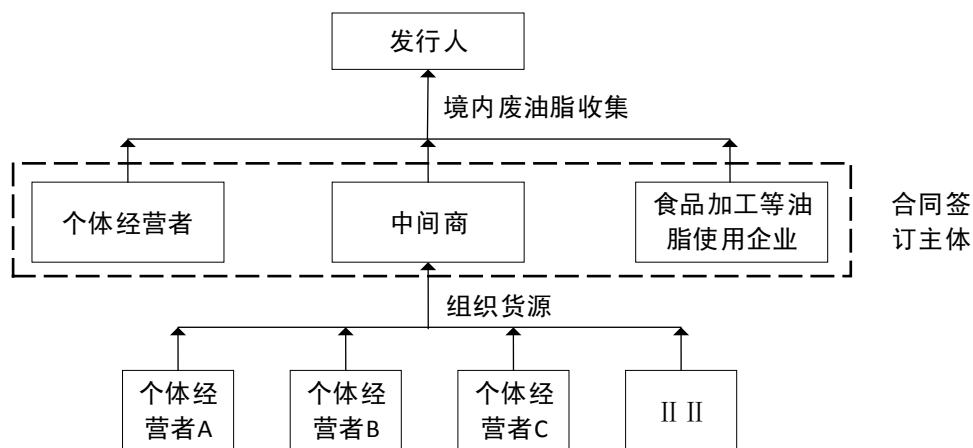 发行人
境内废油脂收集
个体经营者
中间商
食品加工等油
脂使用企业
合同签
订主体
组织货源
个体经
营者A
个体经
营者B
个体经
营者C
ⅡⅡ